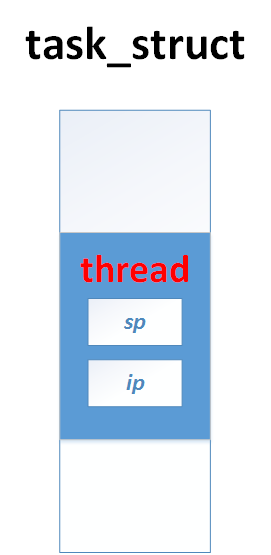 task_struct
thread
sp
ip